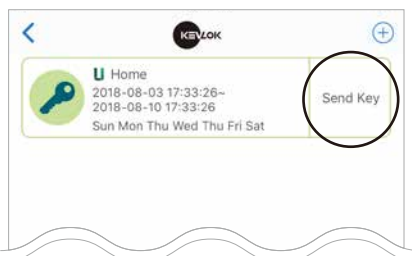 KEVLOK
U Home
2018-08-03 17:33:26~
2018-08-10 17:33:26
Sun Mon Thu Wed Thu Fri Sat
Send Key